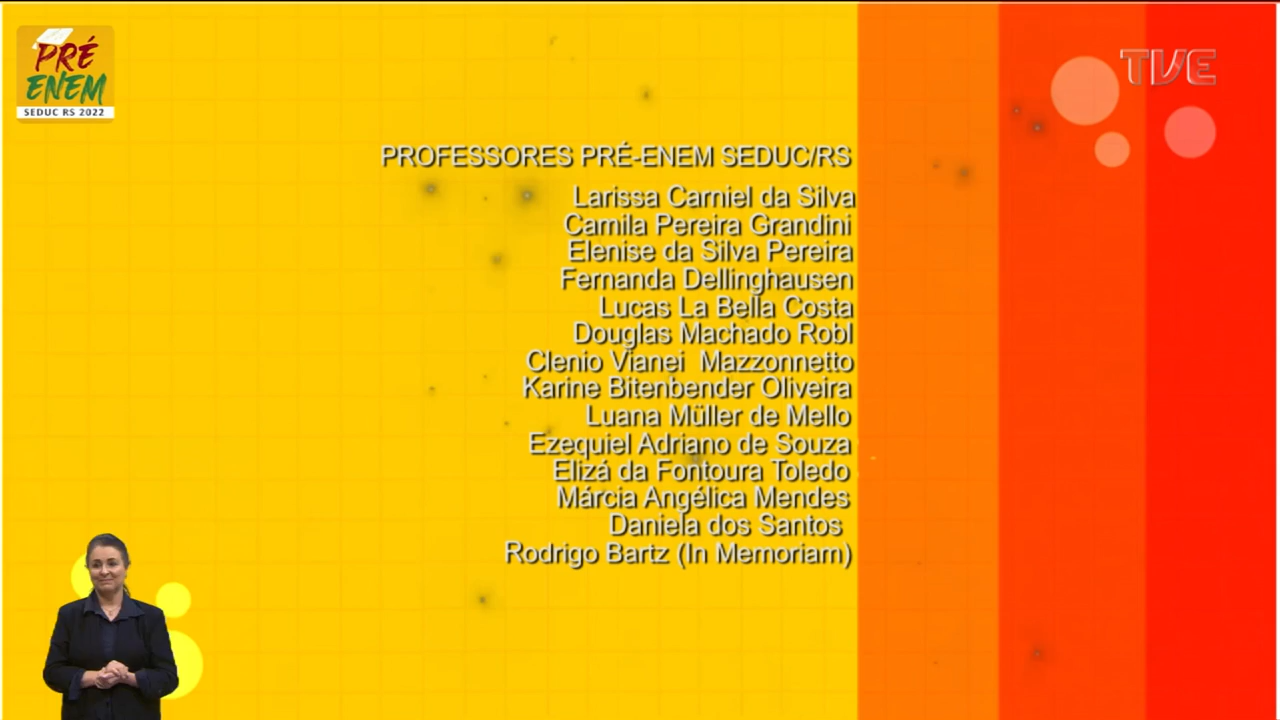 PRÉ
ENEM
SEDUC RS 2022
TVE
PROFESSORES PRÉ-ENEM SEDUC/RS
Larissa Carniel da Silva
Camila Pereira Grandini
Elenise da Silva Pereira
Fernanda Dellinghausen
Lucas La Bella Costa
Douglas Machado Robl
Clenio Vianei  Mazzonnetto
Karine Bitenbender Oliveira
Luana Müller de Mello
Ezequiel Adriano de Souza
Elizá da Fontoura Toledo
Márcia Angélica Mendes
Daniela dos Santos
Rodrigo Bartz (In Memoriam)